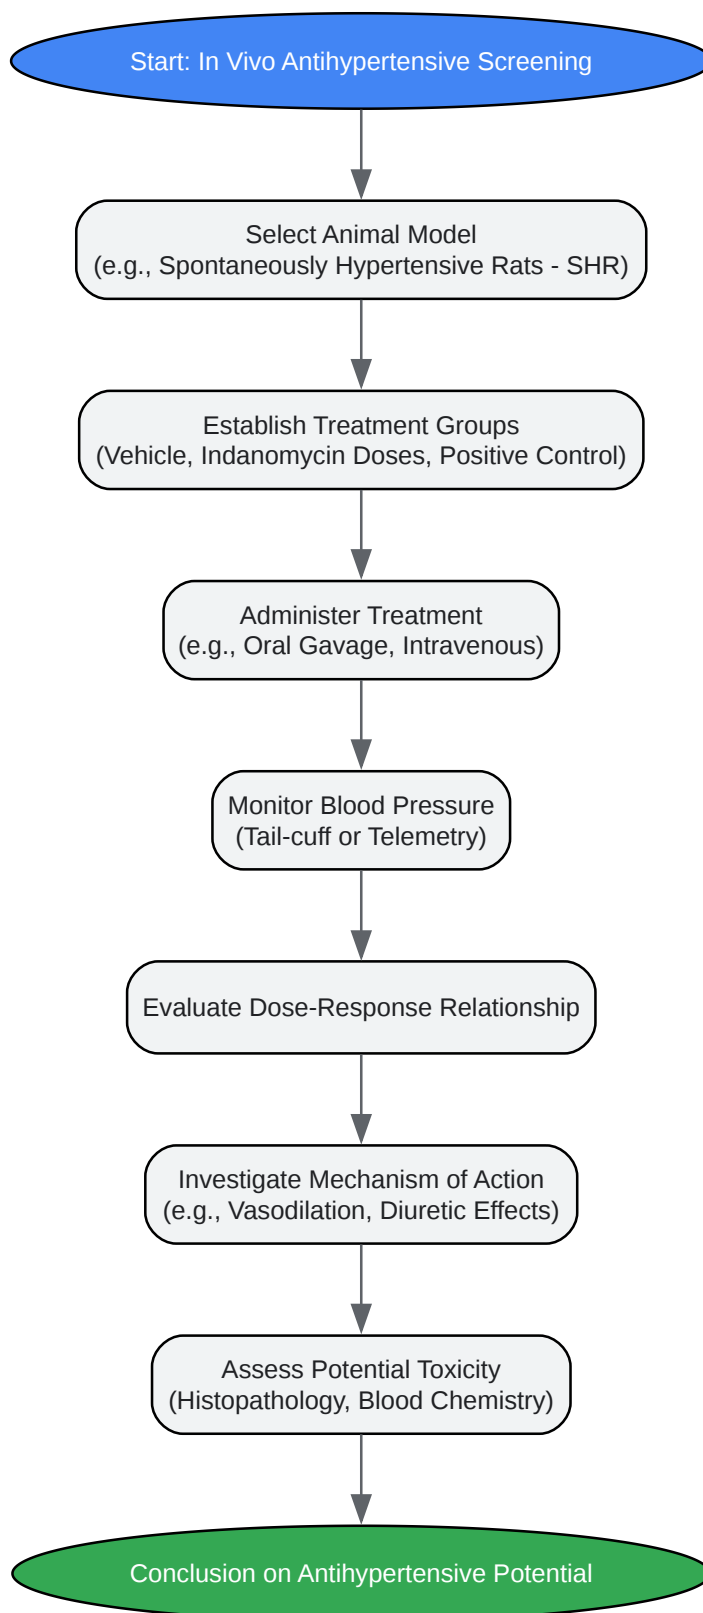 Start: In Vivo Antihypertensive Screening
Select Animal Model
(e.g., Spontaneously Hypertensive Rats - SHR)
Establish Treatment Groups
(Vehicle, Indanomycin Doses, Positive Control)
Administer Treatment
(e.g., Oral Gavage, Intravenous)
Monitor Blood Pressure
(Tail-cuff or Telemetry)
Evaluate Dose-Response Relationship
Investigate Mechanism of Action
(e.g., Vasodilation, Diuretic Effects)
Assess Potential Toxicity
(Histopathology, Blood Chemistry)
Conclusion on Antihypertensive Potential